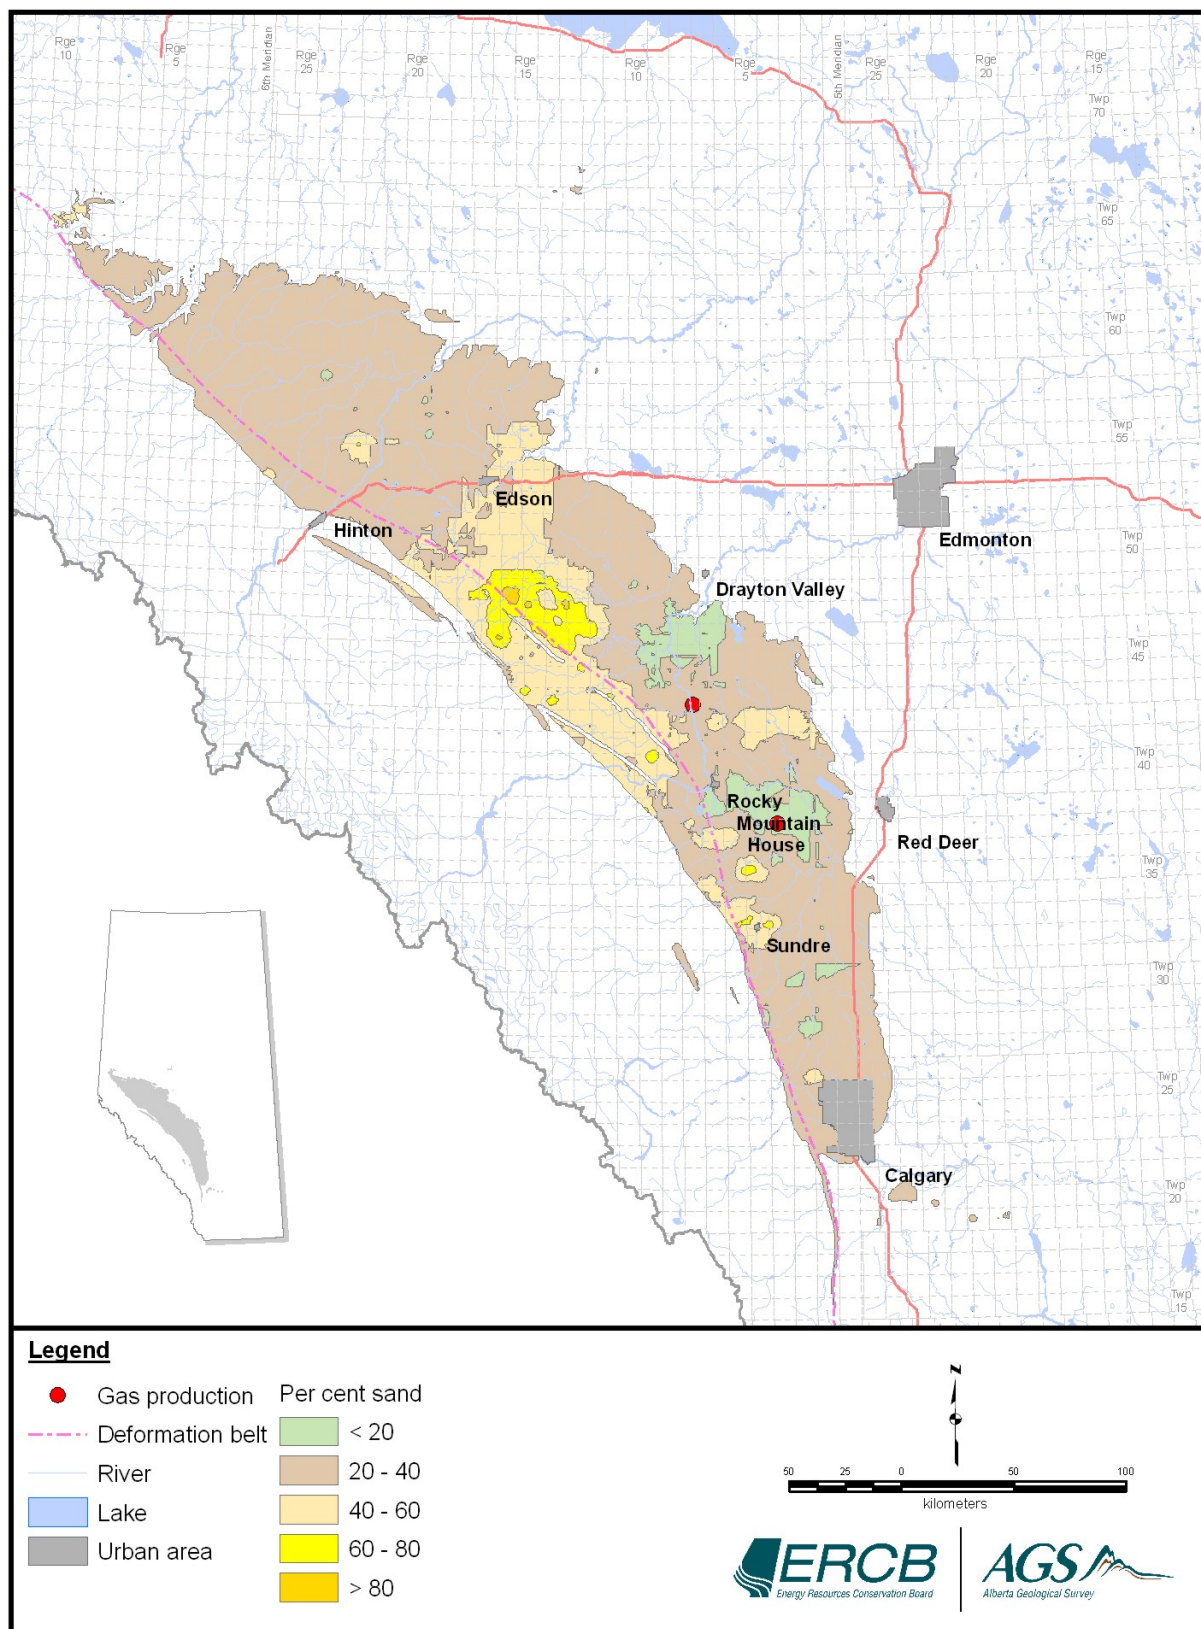 Rge
10
Rge
5
6th Meridian
Rge
25
Rge
20
Rge
15
Rge
10
Rge
5
5th Meridian
Rge
25
Rge
20
Rge
15
Twp
70
Twp
65
Twp
60
Twp
55
Edson
Hinton
Edmonton
Twp
50
Drayton Valley
Twp
45
Twp
40
Rocky
Mountain
House
Red Deer
Twp
35
Sundre
Twp
30
Twp
25
Calgary
Twp
20
Twp
15
Legend
Gas production
Deformation belt
River
Lake
Urban area
Per cent sand
< 20
20 - 40
40 - 60
60 - 80
> 80
N
50 25 0 50 100
kilometers
ERCB
Energy Resources Conservation Board
AGS
Alberta Geological Survey